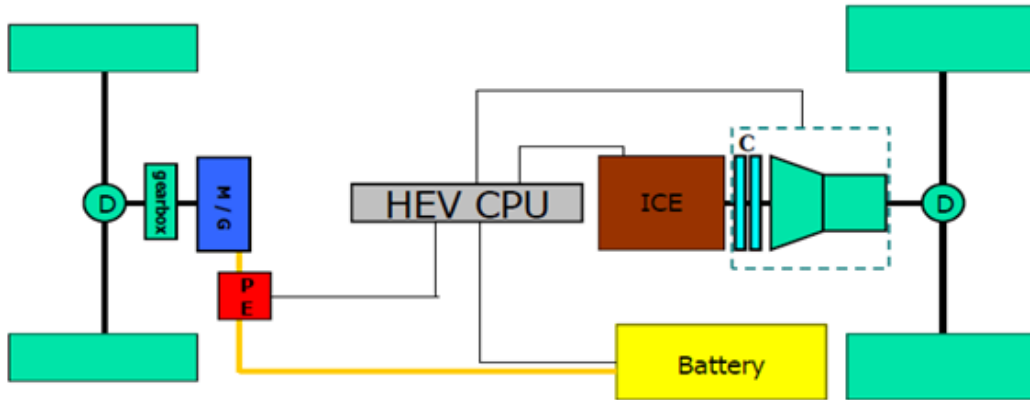 D
gearbox
M / G
P
E
HEV CPU
ICE
C
D
Battery